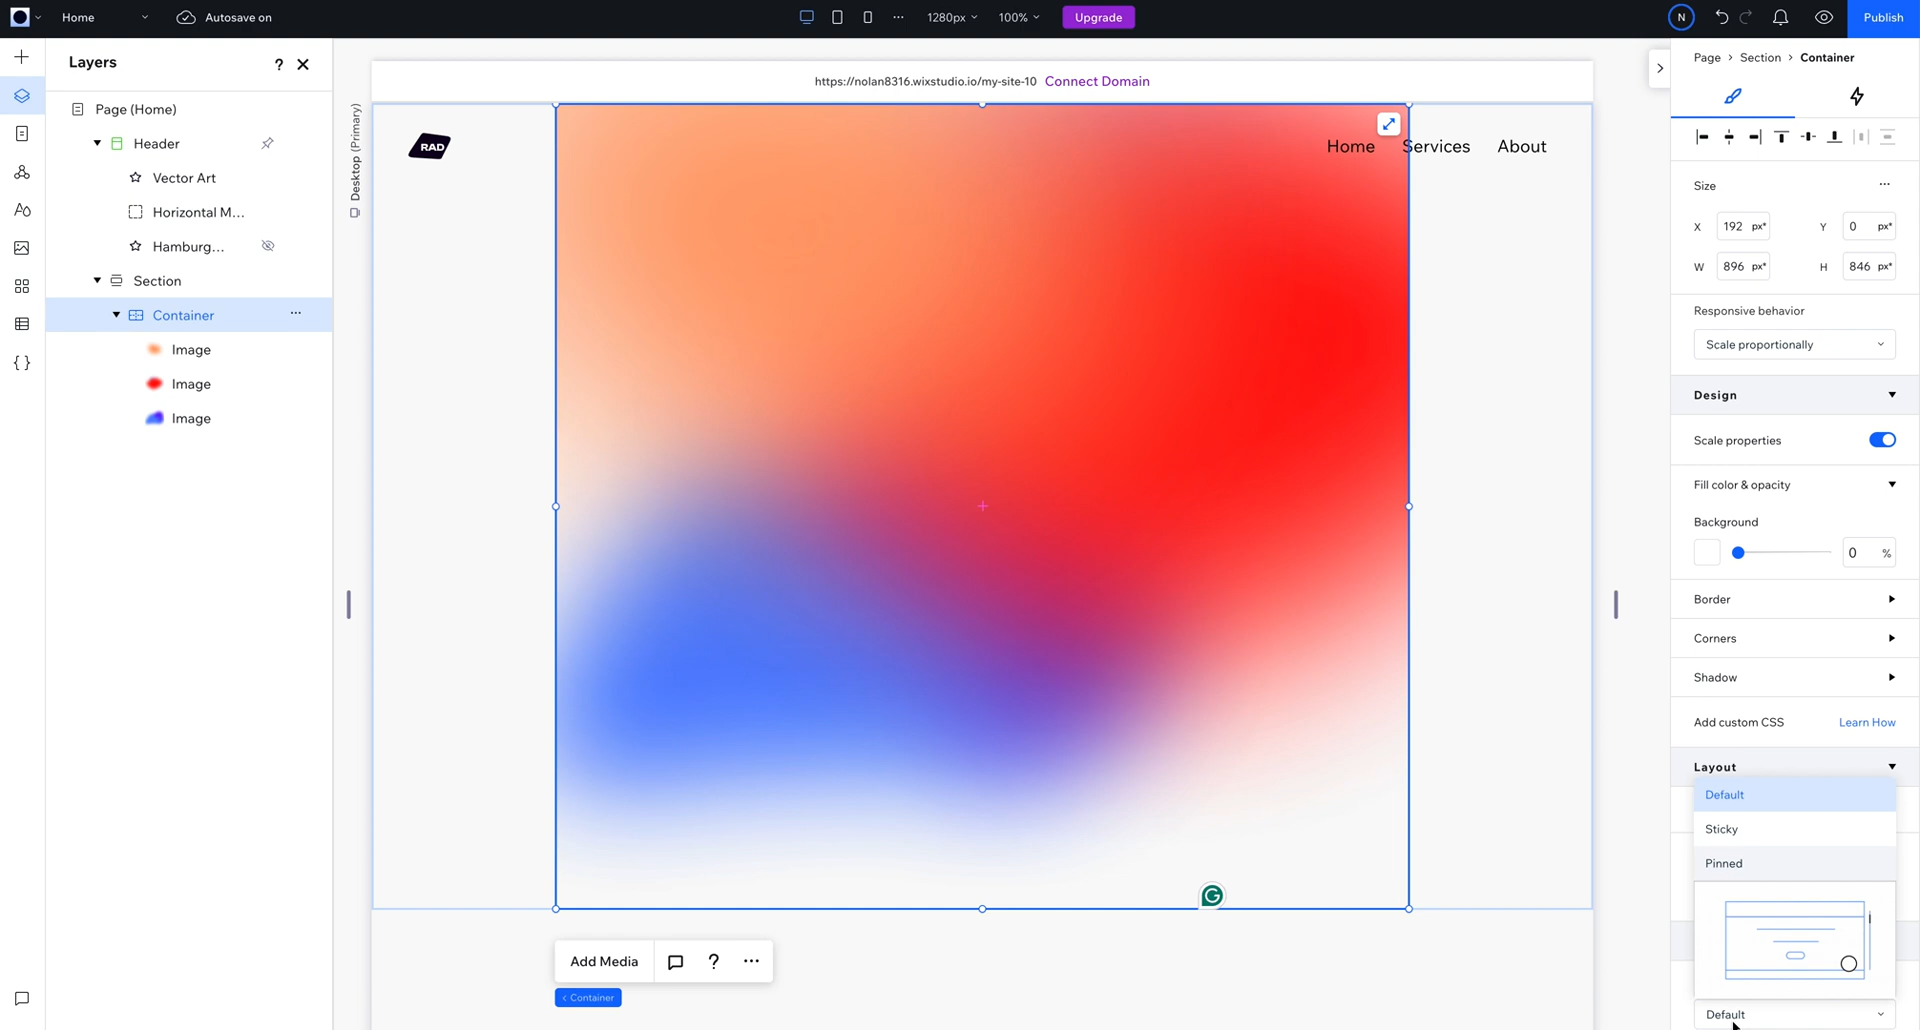 Home
Autosave on
1280px
100%
Upgrade
N
Publish
Layers
?
Page (Home)
Header
Vector Art
Horizontal M...
Hamburg...
Section
Container
Image
Image
Image
https://nolan8316.wixstudio.io/my-site-10 Connect Domain
Desktop (Primary)
RAD
Home
Services
About
Add Media
?
< Container
Page > Section > Container
Size
X 192 px*
Y 0 px*
W 896 px*
H 846 px*
Responsive behavior
Scale proportionally
Design
Scale properties
Fill color & opacity
Background
0 %
Border
Corners
Shadow
Add custom CSS
Learn How
Layout
Default
Sticky
Pinned
Default